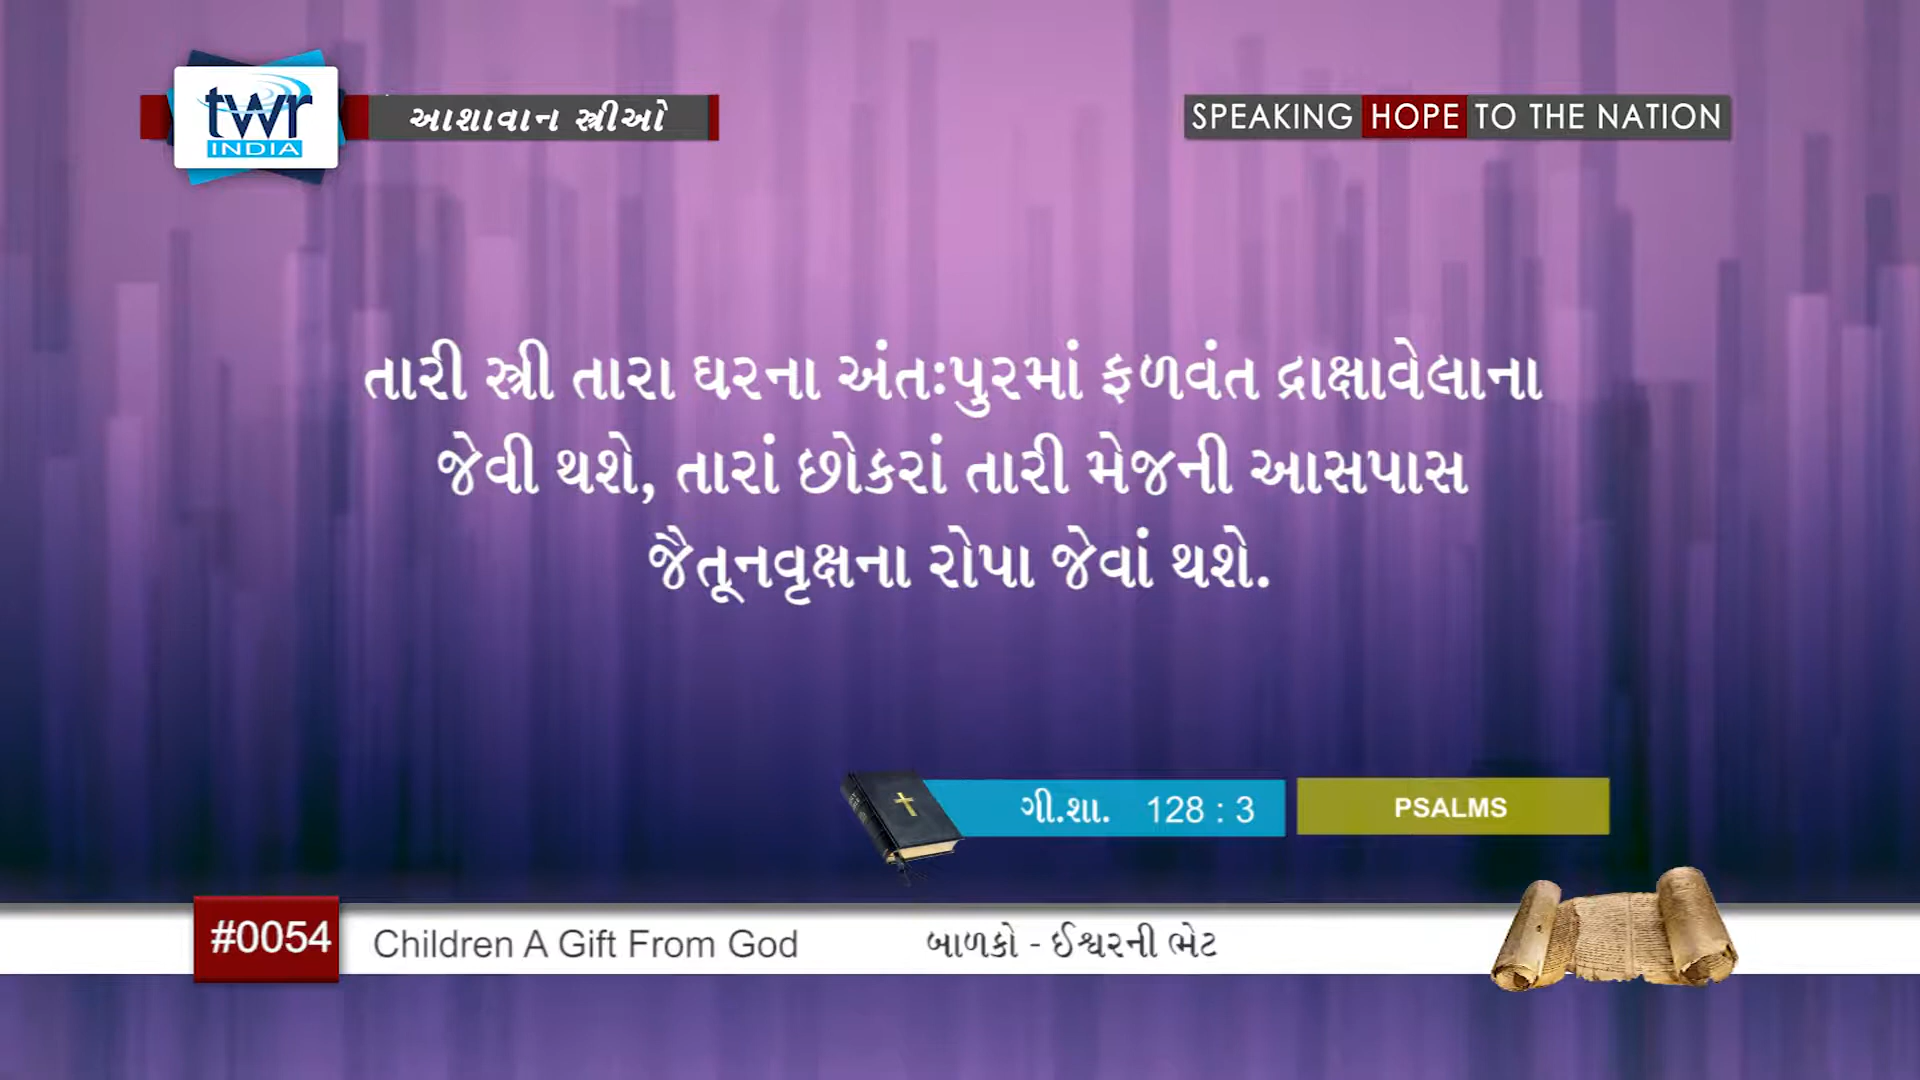 twr
INDIA
આશાવાન સ્ત્રીઓ
SPEAKING HOPE TO THE NATION
તારી સ્ત્રી તારા ઘરના અંતઃપુરમાં ફળવંત દ્રાક્ષાવેલાના
જેવી થશે, તારાં છોકરાં તારી મેજની આસપાસ
જૈતૂનવૃક્ષના રોપા જેવાં થશે.
ગી.શા. 128 : 3
PSALMS
#0054
Children A Gift From God
બાળકો - ઈશ્વરની ભેટ